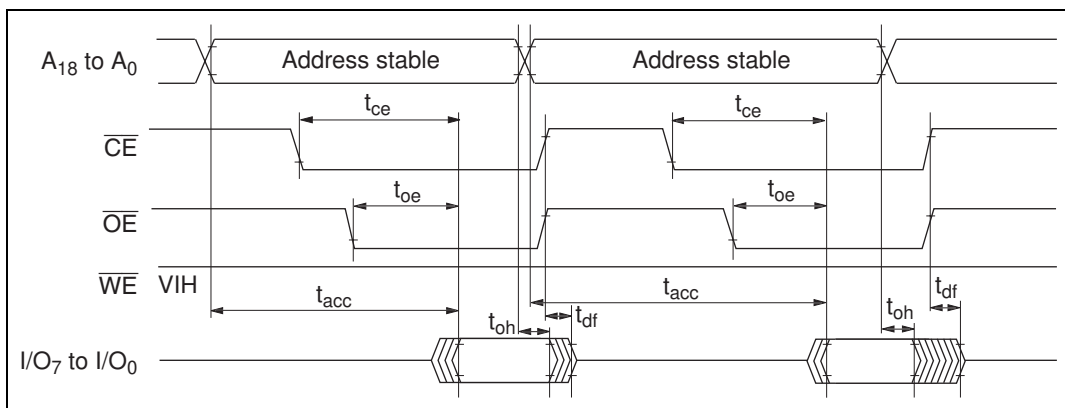 A18 to A0 Address stable Address stable
tce tce
CE
toe toe
OE
WE VIH
tacc tacc tdf
toh tdf toh
I/O7 to I/O0